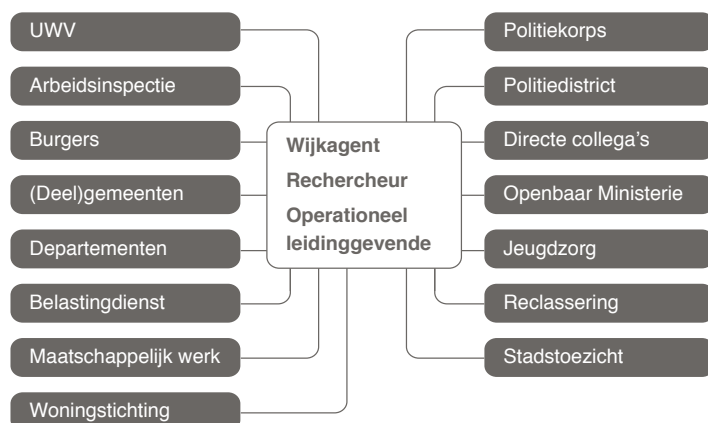 UWV
Arbeidsinspectie
Burgers
(Deel)gemeenten
Departementen
Belastingdienst
Maatschappelijk werk
Woningstichting
Wijkagent
Rechercheur
Operationeel
leidinggevende
Politiekorps
Politiedistrict
Directe collega’s
Openbaar Ministerie
Jeugdzorg
Reclassering
Stadstoezicht